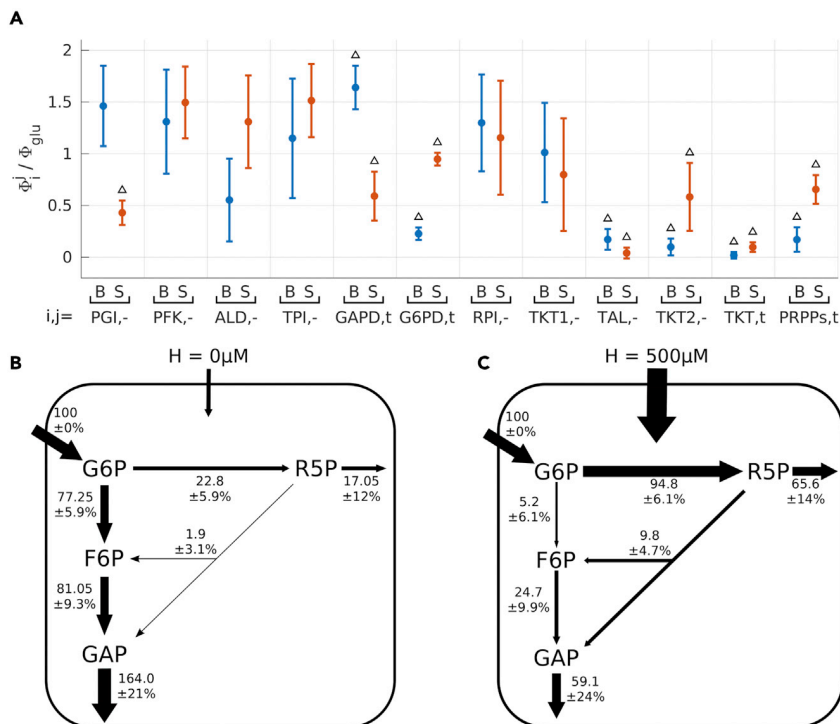 A
2
1.5
1
0.5
0
Φ_i^j / Φ_glu
△ △ △ △ △ △ △ △ △ △ △ △
B S B S B S B S B S B S B S B S B S B S B S B S
i,j= PGI,- PFK,- ALD,- TPI,- GAPD,t G6PD,t RPI,- TKT1,- TAL,- TKT2,- TKT,t PRPPs,t
B
H = 0μM
100
±0%
G6P
R5P
22.8
±5.9%
17.05
±12%
77.25
±5.9%
1.9
±3.1%
F6P
81.05
±9.3%
GAP
164.0
±21%
C
H = 500μM
100
±0%
G6P
R5P
94.8
±6.1%
65.6
±14%
5.2
±6.1%
9.8
±4.7%
F6P
24.7
±9.9%
GAP
59.1
±24%